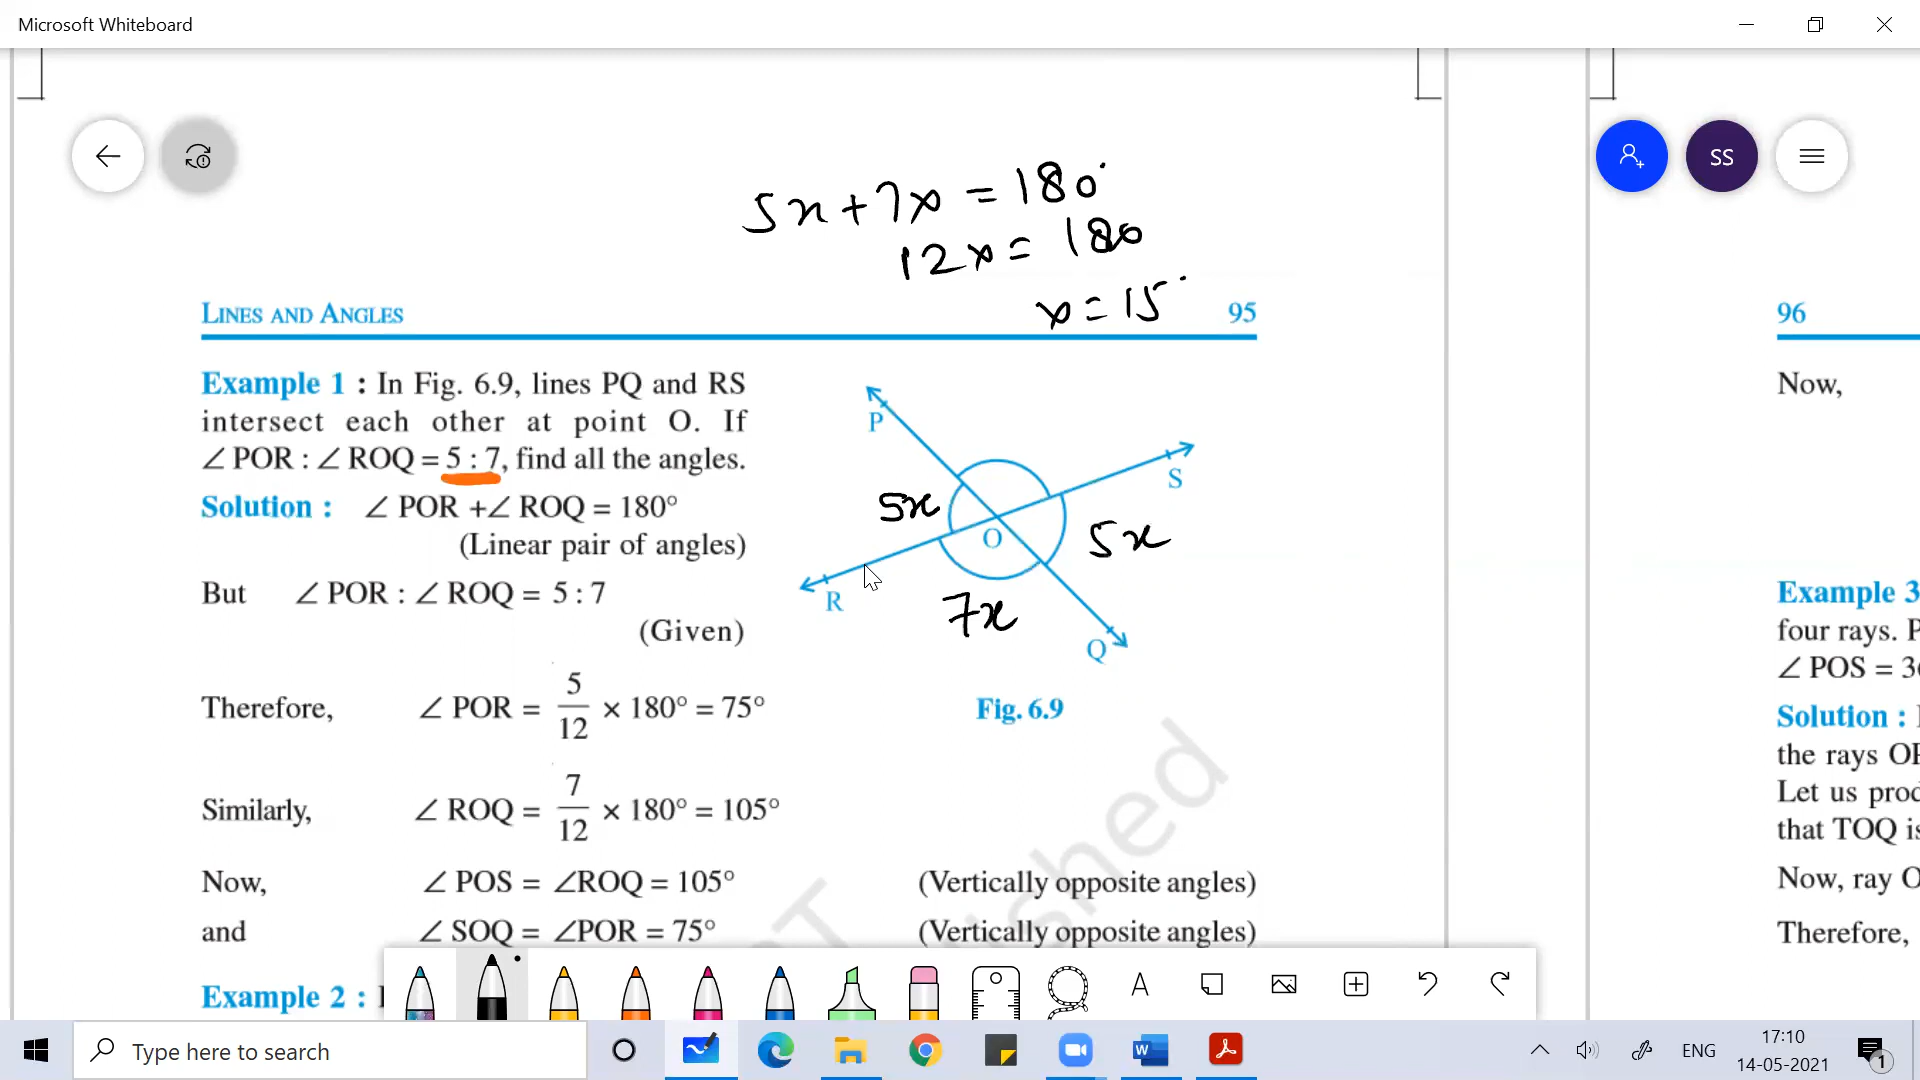 Microsoft Whiteboard
SS
5x + 7x = 180°
12x = 180
x = 15°
LINES AND ANGLES 95
Example 1 : In Fig. 6.9, lines PQ and RS
intersect each other at point O. If
∠ POR : ∠ ROQ = 5 : 7, find all the angles.
Solution : ∠ POR +∠ ROQ = 180°
(Linear pair of angles)
But ∠ POR : ∠ ROQ = 5 : 7
(Given)
Therefore, ∠ POR = 5/12 × 180° = 75°
Similarly, ∠ ROQ = 7/12 × 180° = 105°
Now, ∠ POS = ∠ROQ = 105° (Vertically opposite angles)
and ∠ SOQ = ∠POR = 75° (Vertically opposite angles)
Example 2 :
P
S
5x
O
5x
R
7x
Q
Fig. 6.9
96
Now,
Example 3
four rays. P
∠ POS = 3
Solution :
the rays OP
Let us prod
that TOQ is
Now, ray O
Therefore,
Type here to search
ENG
17:10
14-05-2021
1